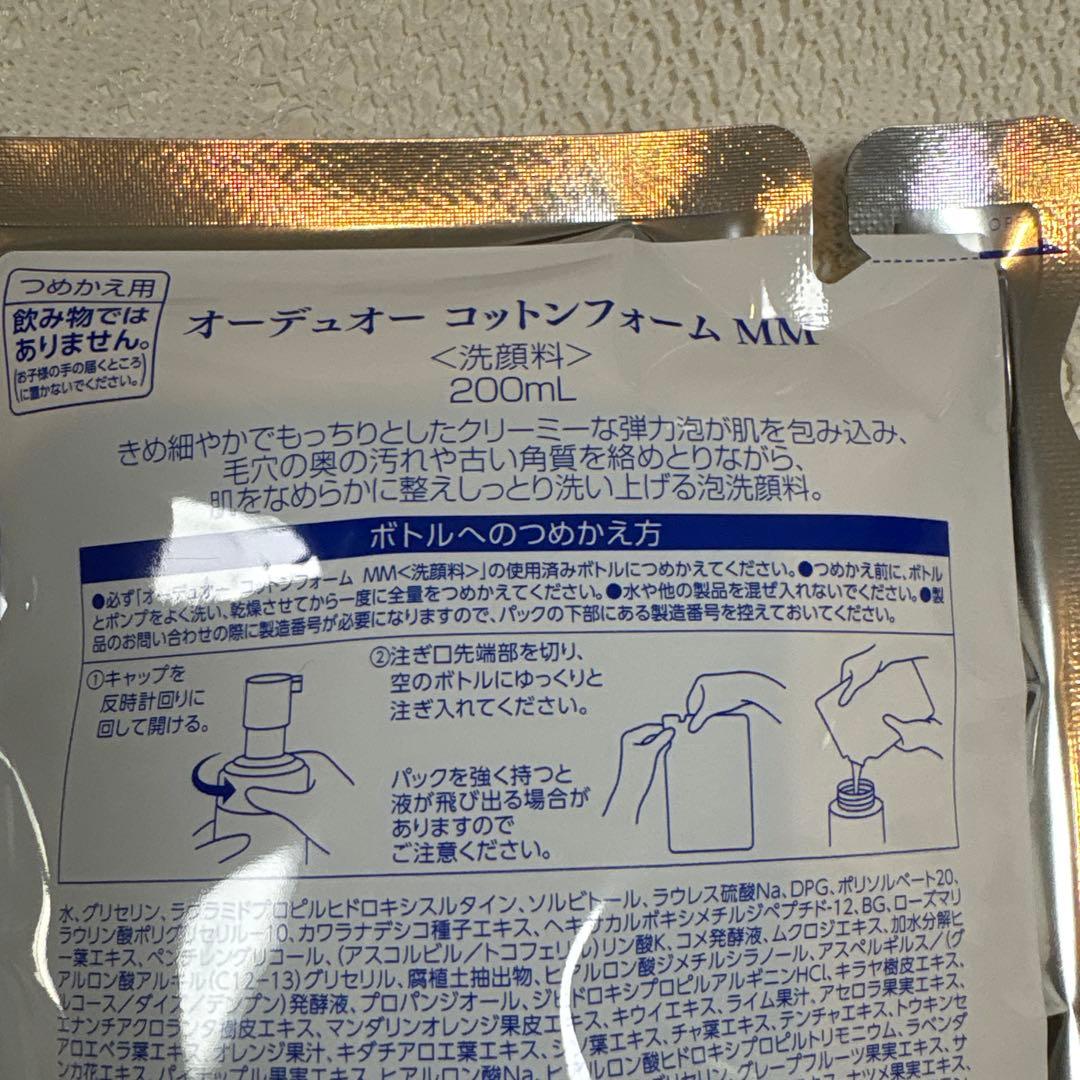 つめかえ用
飲み物では
ありません。
(お子様の手の届くところ
に置かないでください。)
オーデュオー コットンフォーム MM
<洗顔料>
200mL
きめ細やかでもっちりとしたクリーミーな弾力泡が肌を包み込み、
毛穴の奥の汚れや古い角質を絡めとりながら、
肌をなめらかに整えしっとり洗い上げる泡洗顔料。
ボトルへのつめかえ方
●必ず「オーデュオー コットンフォーム MM<洗顔料>」の使用済みボトルにつめかえてください。●つめかえ前に、ボトル
とポンプをよく洗い、乾燥させてから一度に全量をつめかえてください。●水や他の製品を混ぜ入れないでください。●製
品のお問い合わせの際に製造番号が必要になりますので、パックの下部にある製造番号を控えておいてください。
①キャップを
反時計回りに
回して開ける。
②注ぎ口先端部を切り、
空のボトルにゆっくりと
注ぎ入れてください。
パックを強く持つと
液が飛び出る場合が
ありますので
ご注意ください。
水、グリセリン、ラウラミドプロピルヒドロキシスルタイン、ソルビトール、ラウレス硫酸Na、DPG、ポリソルベート20、
ラウリン酸ポリグリセリル-10、カワラナデシコ種子エキス、ヘキサカルボキシメチルジペプチド-12、BG、ローズマリ
ー葉エキス、ペンチレングリコール、(アスコルビル/トコフェリル)リン酸K、コメ発酵液、ムクロジエキス、加水分解ヒ
アルロン酸アルキル(C12-13)グリセリル、腐植土抽出物、ヒアルロン酸ジメチルシラノール、アスペルギルス/(グ
ルコース/ダイズ/デンプン)発酵液、プロパンジオール、ジヒドロキシプロピルアルギニンHCl、キラヤ樹皮エキス、
エナンチアクロランタ樹皮エキス、マンダリンオレンジ果皮エキス、キウイエキス、ライム果汁、アセロラ果実エキス、
アロエベラ葉エキス、オレンジ果汁、キダチアロエ葉エキス、シソ葉エキス、チャ葉エキス、テンチャエキス、トウキンセ
ンカ花エキス、パイナップル果実エキス、ヒアルロン酸Na、ヒアルロン酸ヒドロキシプロピルトリモニウム、ラベンダ
グリセリン、グレープフルーツ果実エキス、サ
ナツメ果実エキス、